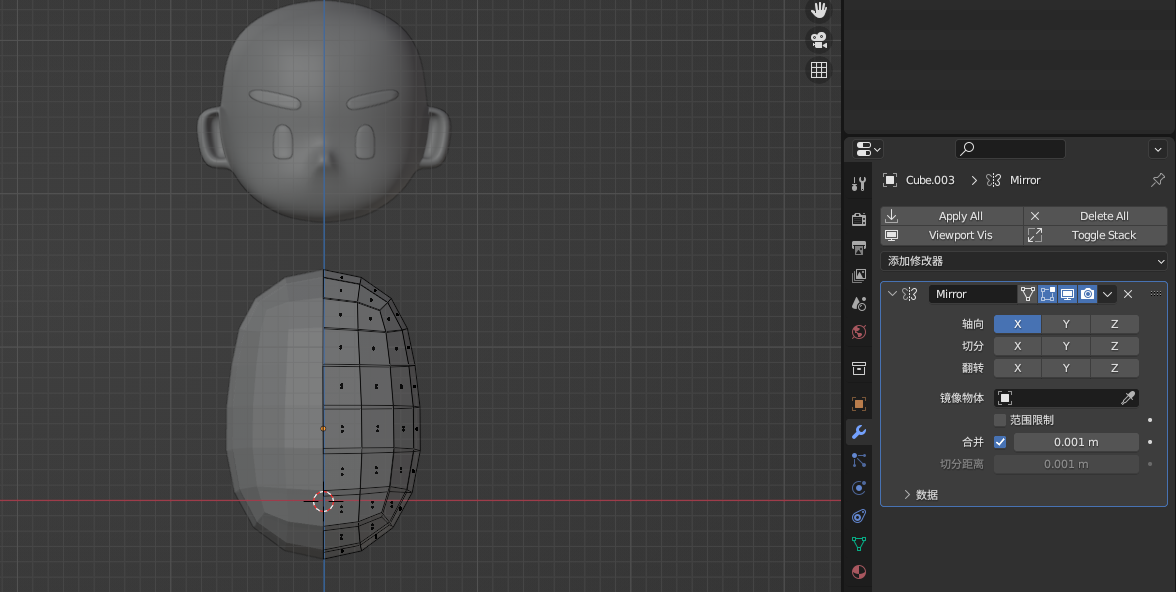 Cube.003 > Mirror
Apply All
Delete All
Viewport Vis
Toggle Stack
添加修改器
Mirror
轴向 X Y Z
切分 X Y Z
翻转 X Y Z
镜像物体
范围限制
合并 0.001 m
切分距离 0.001 m
数据